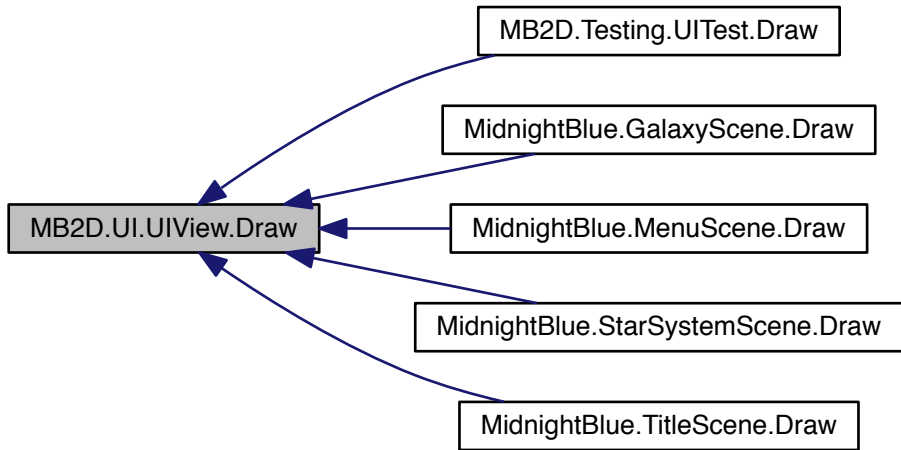 MB2D.Testing.UITest.Draw
MidnightBlue.GalaxyScene.Draw
MB2D.UI.UIView.Draw
MidnightBlue.MenuScene.Draw
MidnightBlue.StarSystemScene.Draw
MidnightBlue.TitleScene.Draw